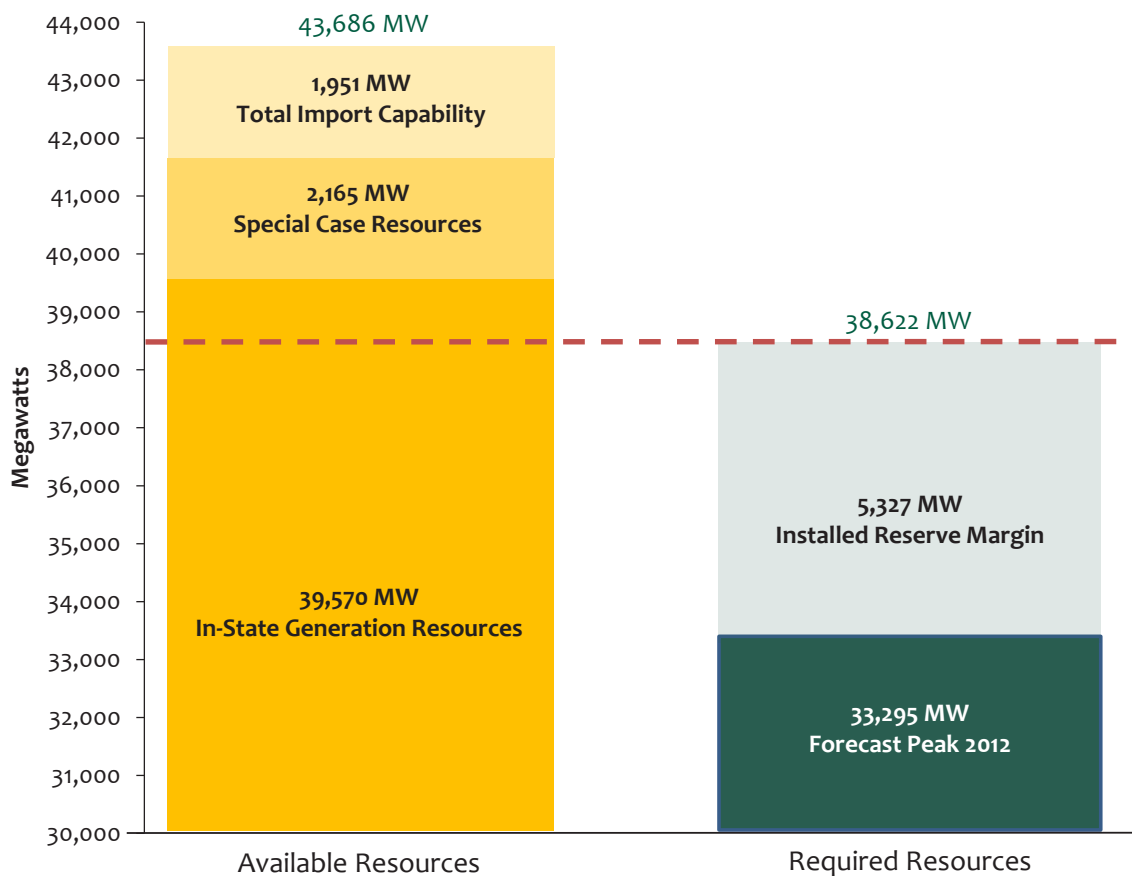 44,000
43,000
42,000
41,000
40,000
39,000
38,000
37,000
36,000
35,000
34,000
33,000
32,000
31,000
30,000
Megawatts
43,686 MW
1,951 MW
Total Import Capability
2,165 MW
Special Case Resources
39,570 MW
In-State Generation Resources
38,622 MW
5,327 MW
Installed Reserve Margin
33,295 MW
Forecast Peak 2012
Available Resources
Required Resources